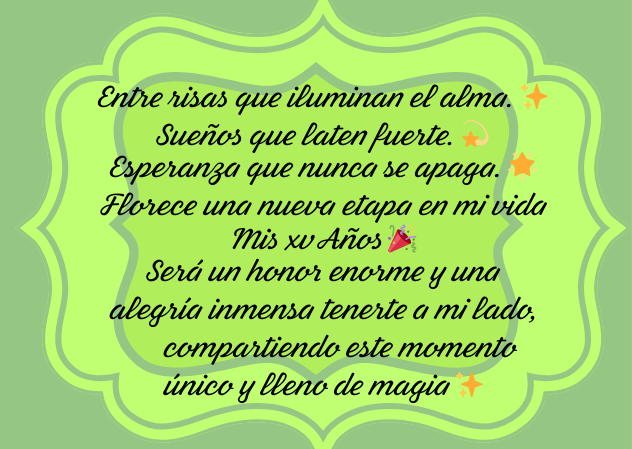 Entre risas que iluminan el alma. ✨
Sueños que laten fuerte. 💫
Esperanza que nunca se apaga. ⭐
Florece una nueva etapa en mi vida
Mis xv Años 🎉
Será un honor enorme y una
alegría inmensa tenerte a mi lado,
compartiendo este momento
único y lleno de magia ✨